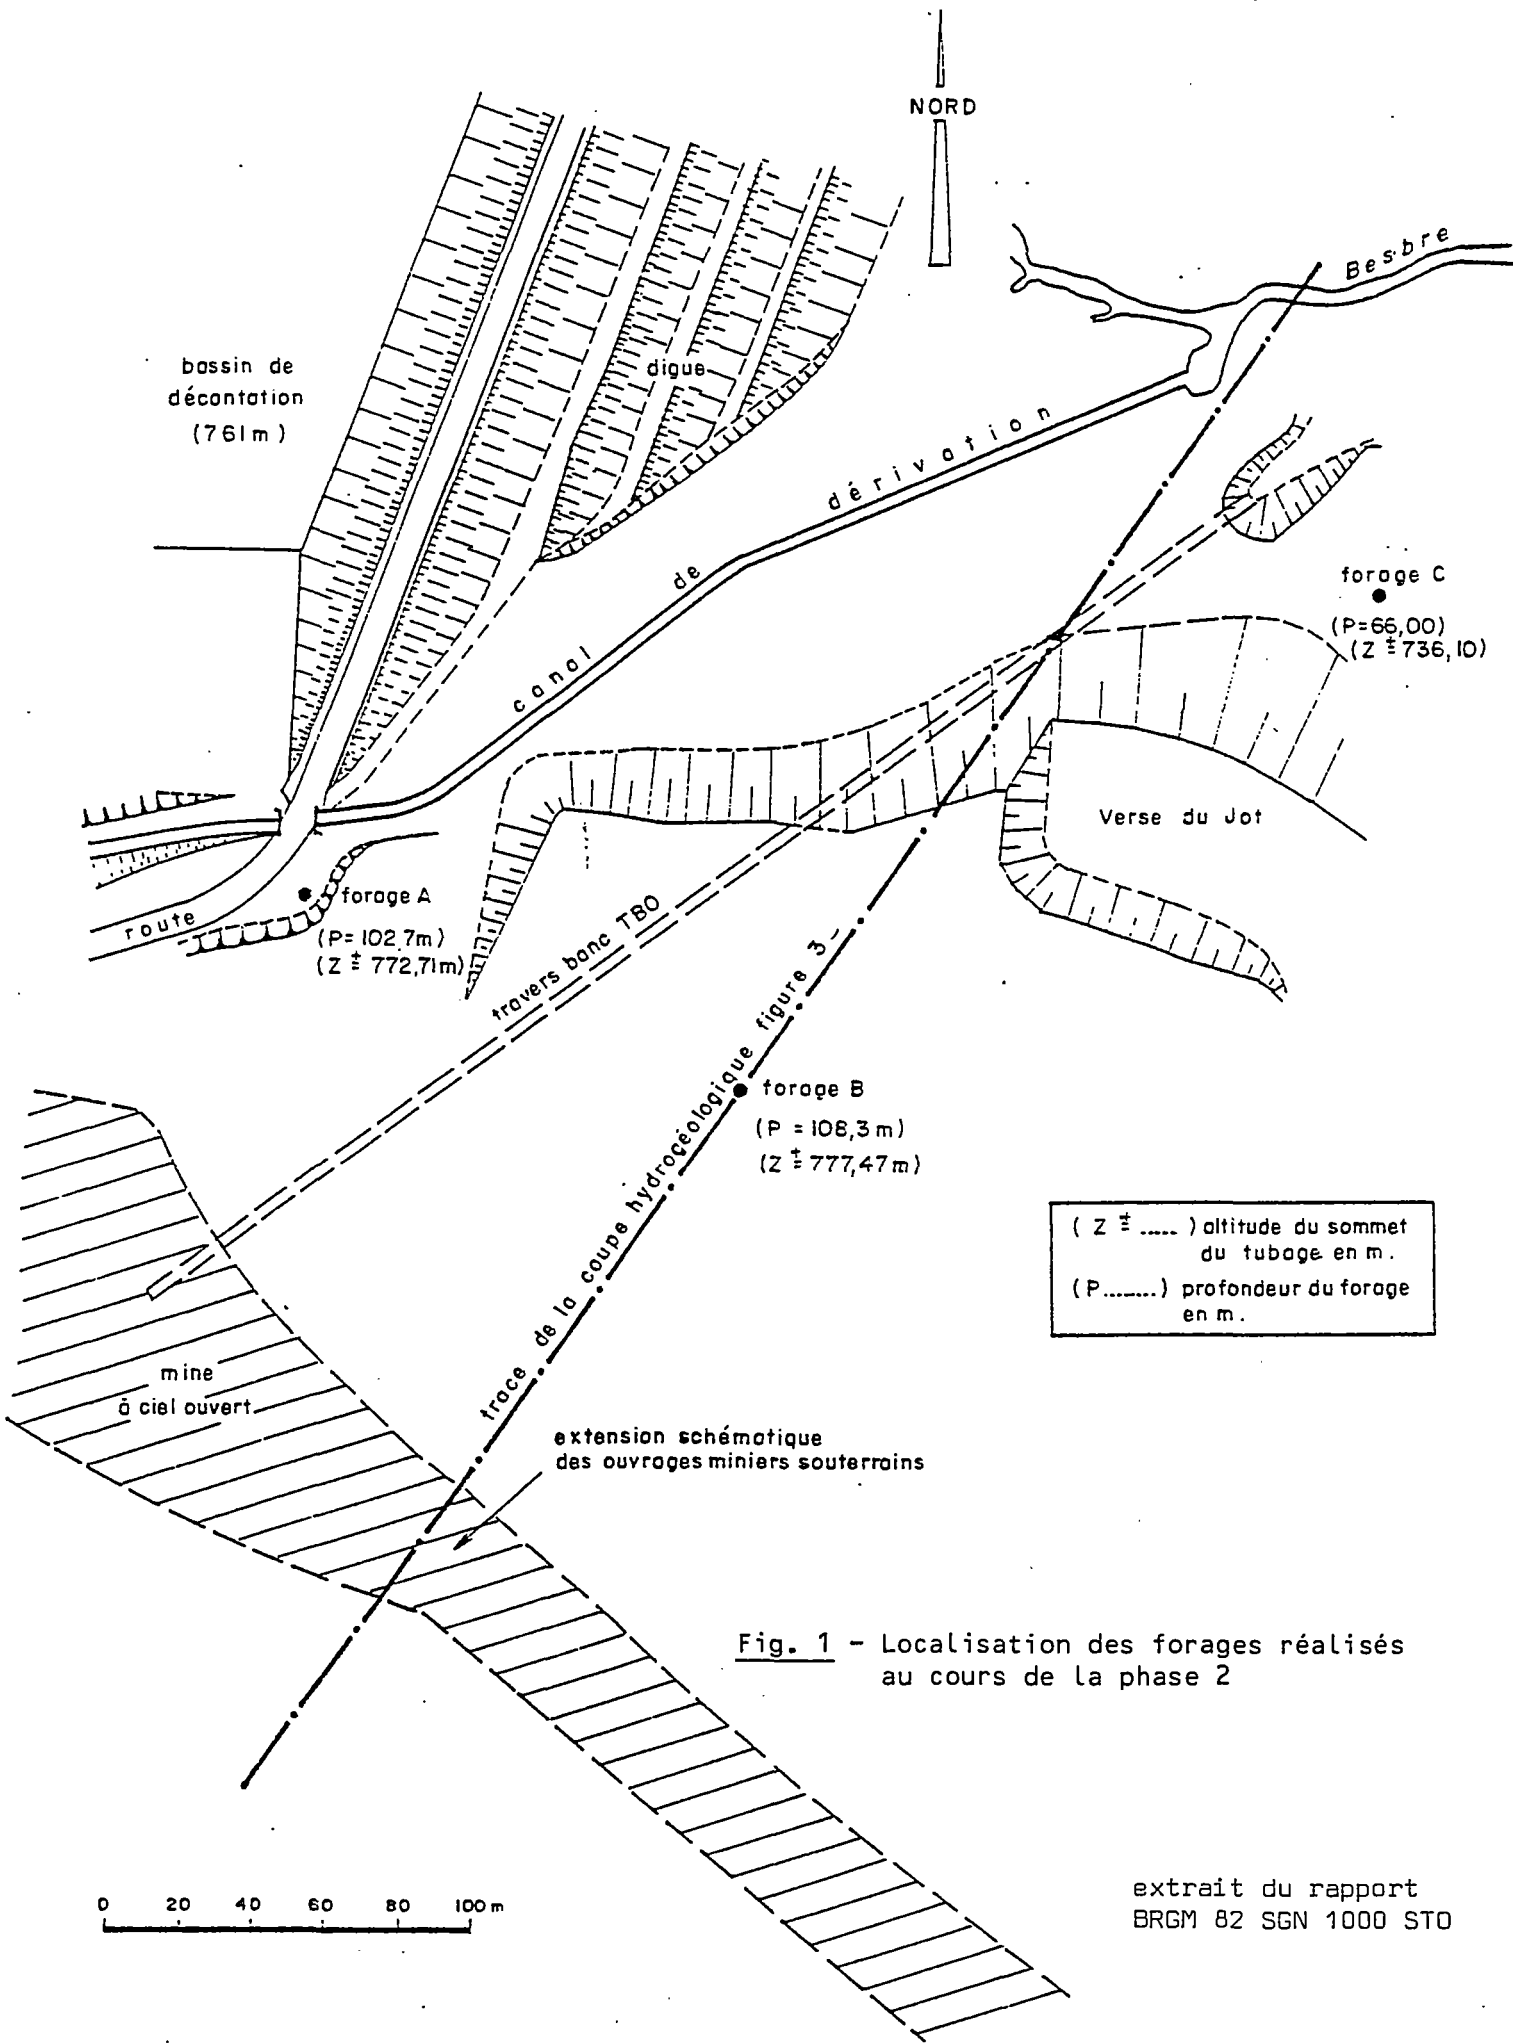 NORD
Besbre
bassin de
décantation
(761m)
digue
canal de dérivation
forage C
(P=66,00)
(Z ± 736,10)
Verse du Jot
forage A
(P= 102,7m)
(Z ± 772,71m)
route
travers banc TBO
trace de la coupe hydrogéologique figure 3
forage B
(P = 108,3m)
(Z ± 777,47m)
( Z ± ..... ) altitude du sommet
du tubage en m.
(P........) profondeur du forage
en m.
mine
à ciel ouvert
extension schématique
des ouvrages miniers souterrains
Fig. 1 - Localisation des forages réalisés
au cours de la phase 2
0 20 40 60 80 100 m
extrait du rapport
BRGM 82 SGN 1000 STO